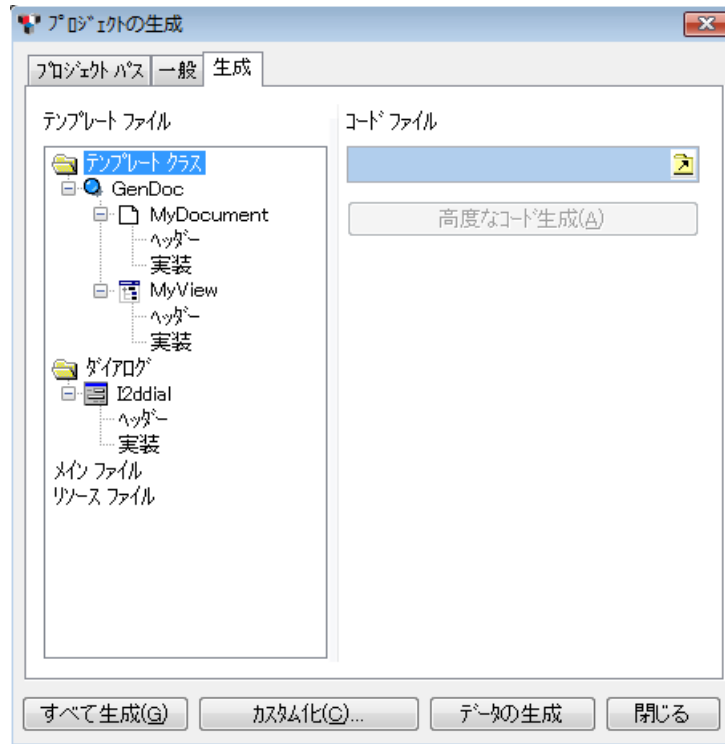 プロジェクトの生成
プロジェクト パス 一般 生成
テンプレート ファイル
コード ファイル
テンプレート クラス
GenDoc
高度なコード生成(A)
MyDocument
ヘッダー
実装
MyView
ヘッダー
実装
ダイアログ
I2ddial
ヘッダー
実装
メイン ファイル
リソース ファイル
すべて生成(G) カスタム化(C)... データの生成 閉じる